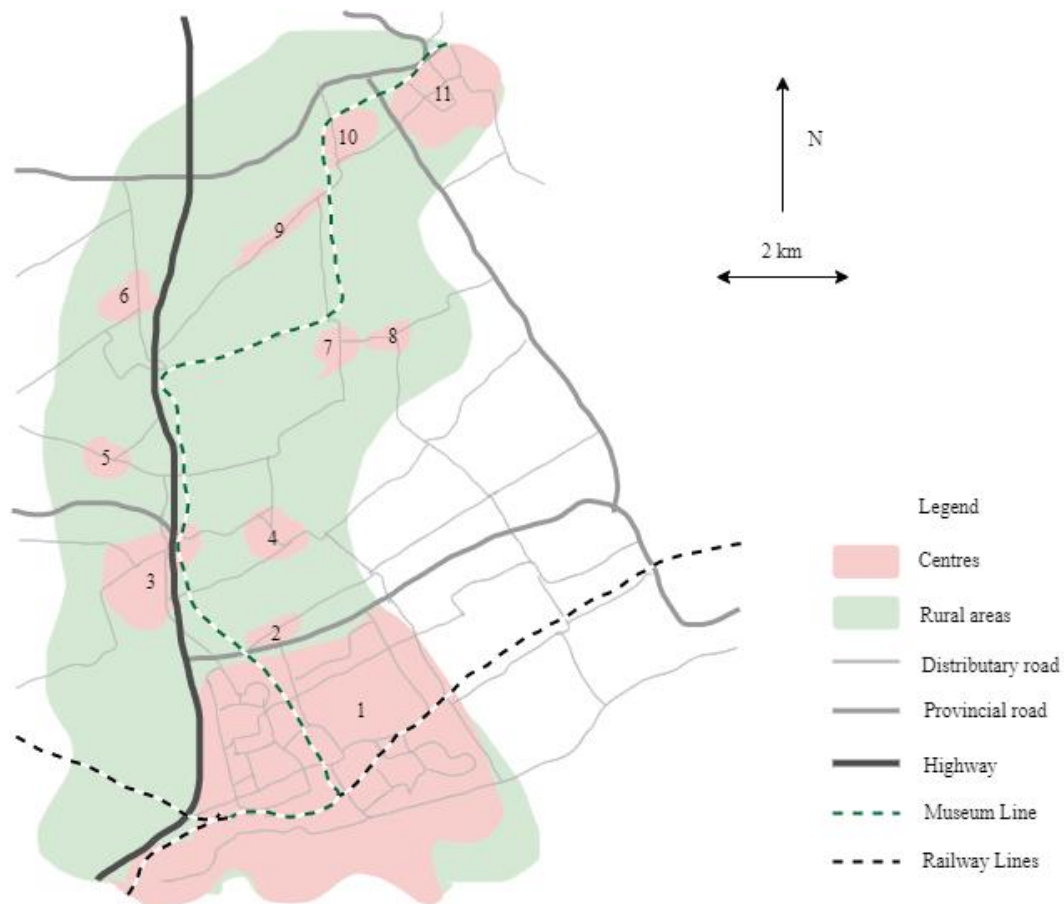 11
10
N
9
2 km
6
7
8
5
4
3
2
1
Legend
Centres
Rural areas
Distributary road
Provincial road
Highway
Museum Line
Railway Lines